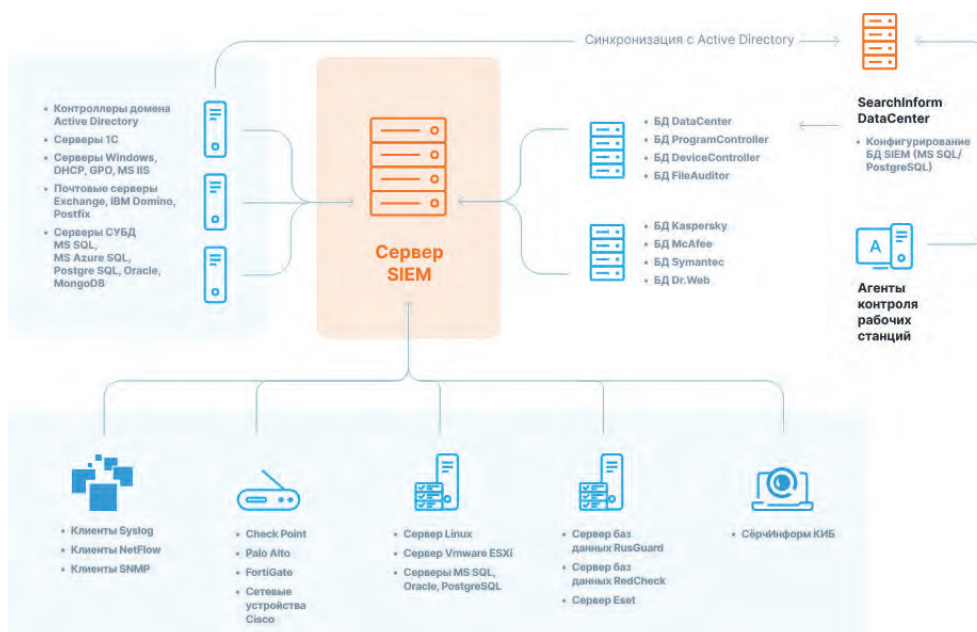 Синхронизация с Active Directory
• Контроллеры домена
Active Directory
• Серверы 1С
• Серверы Windows,
DHCP, GPO, MS IIS
• Почтовые серверы
Exchange, IBM Domino,
Postfix
• Серверы СУБД
MS SQL,
MS Azure SQL,
Postgre SQL, Oracle,
MongoDB
Сервер
SIEM
• БД DataCenter
• БД ProgramController
• БД DeviceController
• БД FileAuditor
• БД Kaspersky
• БД McAfee
• БД Symantec
• БД Dr.Web
SearchInform
DataCenter
• Конфигурирование
БД SIEM (MS SQL/
PostgreSQL)
A
Агенты
контроля
рабочих
станций
• Клиенты Syslog
• Клиенты NetFlow
• Клиенты SNMP
• Check Point
• Palo Alto
• FortiGate
• Сетевые
устройства
Cisco
• Сервер Linux
• Сервер Vmware ESXi
• Серверы MS SQL,
Oracle, PostgreSQL
• Сервер баз
данных RusGuard
• Сервер баз
данных RedCheck
• Сервер Eset
• СёрчИнформ КИБ